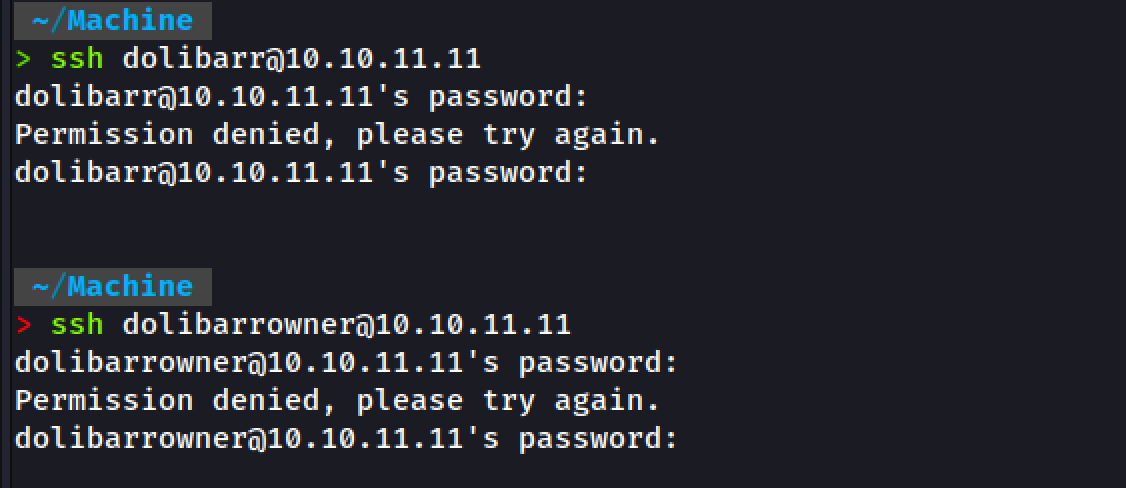 ~/Machine
> ssh dolibarr@10.10.11.11
dolibarr@10.10.11.11's password:
Permission denied, please try again.
dolibarr@10.10.11.11's password:
~/Machine
> ssh dolibarrowner@10.10.11.11
dolibarrowner@10.10.11.11's password:
Permission denied, please try again.
dolibarrowner@10.10.11.11's password: